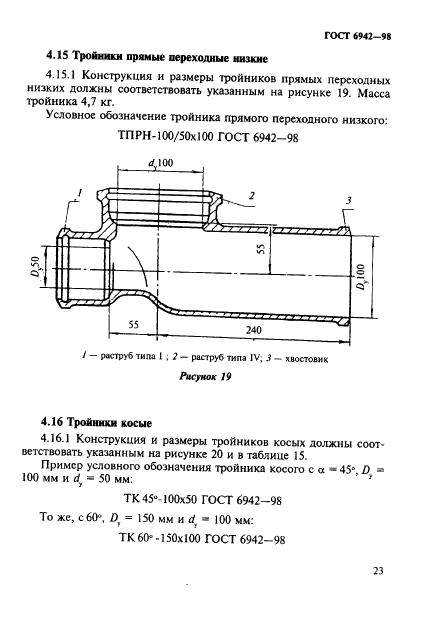 ГОСТ 6942—98
4.15 Тройники прямые переходные низкие
4.15.1 Конструкция и размеры тройников прямых переходных
низких должны соответствовать указанным на рисунке 19. Масса
тройника 4,7 кг.
Условное обозначение тройника прямого переходного низкого:
ТПРН-100/50х100 ГОСТ 6942—98
dу100
1
2
3
55
Dу50
Dу100
55
240
1 — раструб типа I ; 2 — раструб типа IV; 3 — хвостовик
Рисунок 19
4.16 Тройники косые
4.16.1 Конструкция и размеры тройников косых должны соот-
ветствовать указанным на рисунке 20 и в таблице 15.
Пример условного обозначения тройника косого с α = 45°, Dу =
100 мм и dу = 50 мм:
ТК 45°-100х50 ГОСТ 6942—98
То же, с 60°, Dу = 150 мм и dу = 100 мм:
ТК 60° -150х100 ГОСТ 6942—98
23